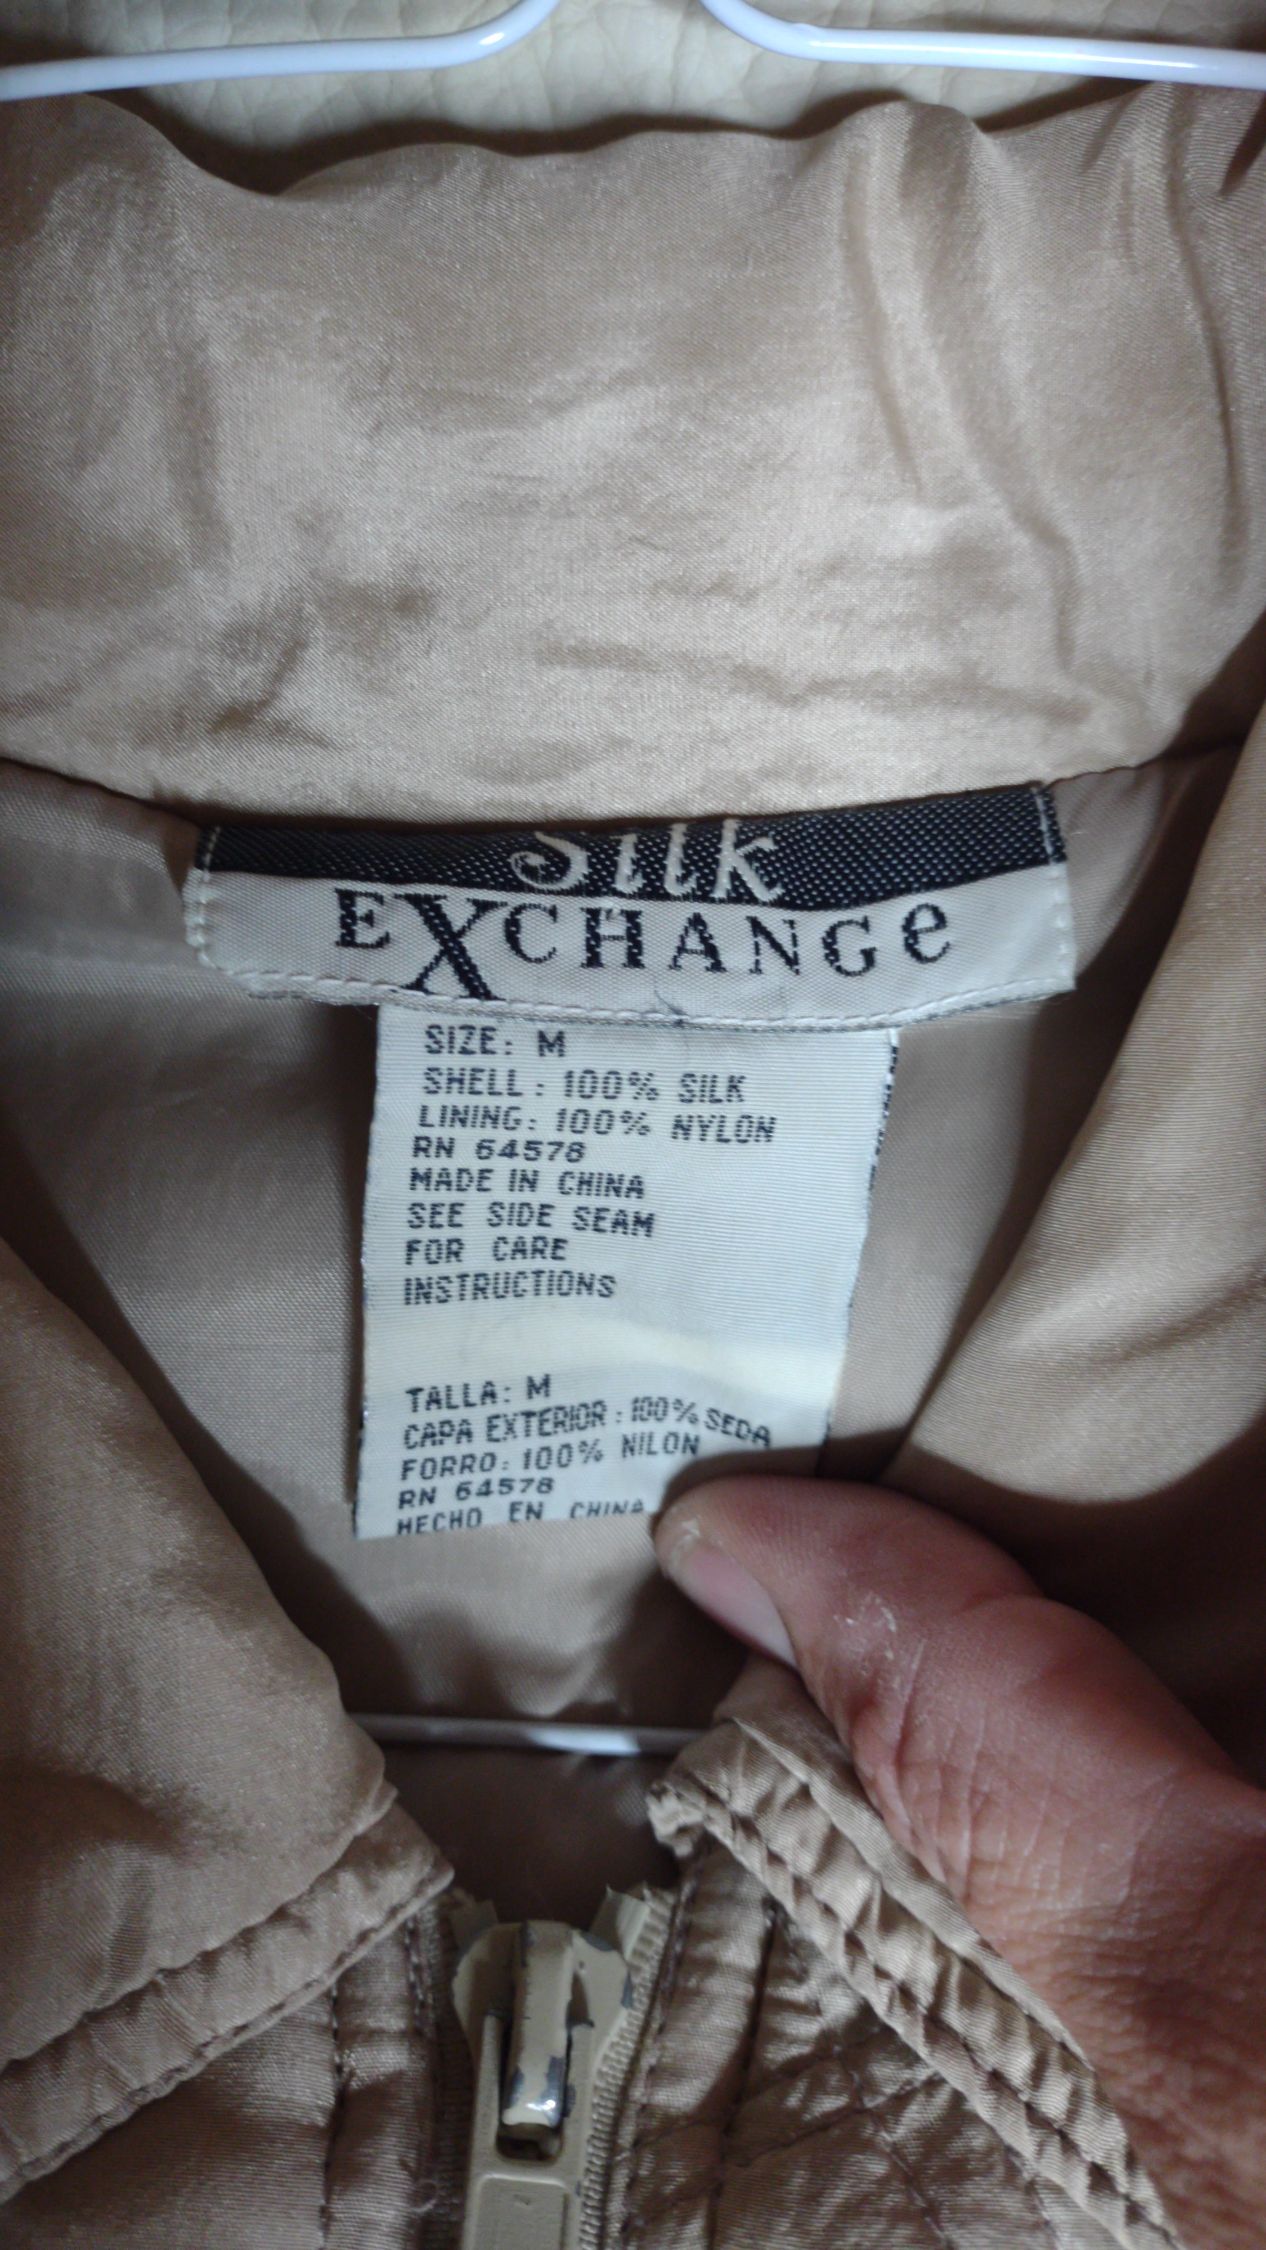 Silk
EXCHANGe
SIZE: M
SHELL: 100% SILK
LINING: 100% NYLON
RN 64578
MADE IN CHINA
SEE SIDE SEAM
FOR CARE
INSTRUCTIONS
TALLA: M
CAPA EXTERIOR: 100% SEDA
FORRO: 100% NILON
RN 64578
HECHO EN CHINA